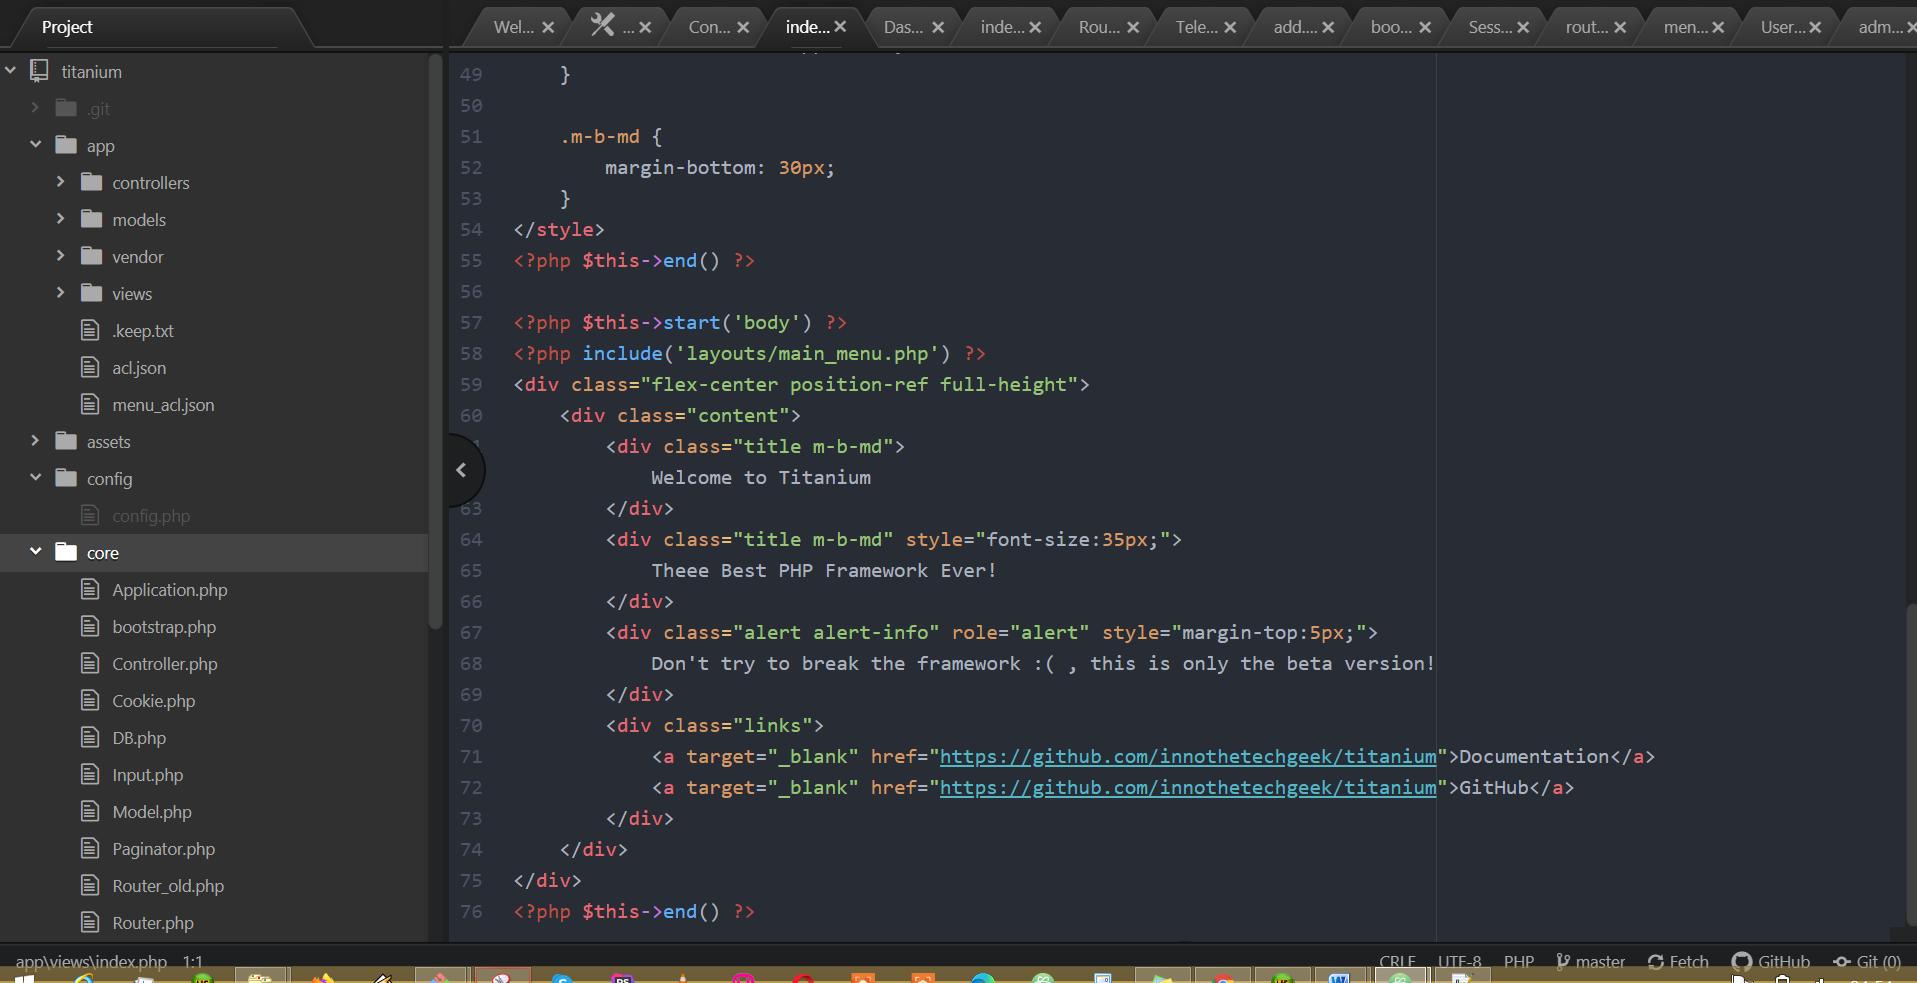 Project
Wel... ... Con... inde... Das... inde... Rou... Tele... add.... boo... Sess... rout... men... User... adm...
titanium
.git
app
controllers
models
vendor
views
.keep.txt
acl.json
menu_acl.json
assets
config
config.php
core
Application.php
bootstrap.php
Controller.php
Cookie.php
DB.php
Input.php
Model.php
Paginator.php
Router_old.php
Router.php
49 }
50
51 .m-b-md {
52 margin-bottom: 30px;
53 }
54 </style>
55 <?php $this->end() ?>
56
57 <?php $this->start('body') ?>
58 <?php include('layouts/main_menu.php') ?>
59 <div class="flex-center position-ref full-height">
60 <div class="content">
<div class="title m-b-md">
Welcome to Titanium
63 </div>
64 <div class="title m-b-md" style="font-size:35px;">
65 Theee Best PHP Framework Ever!
66 </div>
67 <div class="alert alert-info" role="alert" style="margin-top:5px;">
68 Don't try to break the framework :( , this is only the beta version!
69 </div>
70 <div class="links">
71 <a target="_blank" href="https://github.com/innothetechgeek/titanium">Documentation</a>
72 <a target="_blank" href="https://github.com/innothetechgeek/titanium">GitHub</a>
73 </div>
74 </div>
75 </div>
76 <?php $this->end() ?>
app\views\index.php 1:1 CRLF UTF-8 PHP master Fetch GitHub Git (0)